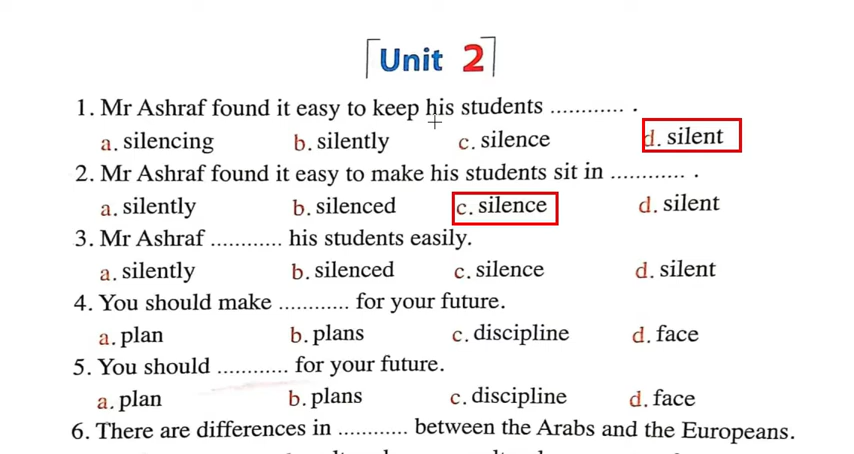 Unit 2
1. Mr Ashraf found it easy to keep his students ............ .
a. silencing b. silently c. silence d. silent
2. Mr Ashraf found it easy to make his students sit in ............ .
a. silently b. silenced c. silence d. silent
3. Mr Ashraf ............ his students easily.
a. silently b. silenced c. silence d. silent
4. You should make ............ for your future.
a. plan b. plans c. discipline d. face
5. You should ............ for your future.
a. plan b. plans c. discipline d. face
6. There are differences in ............ between the Arabs and the Europeans.